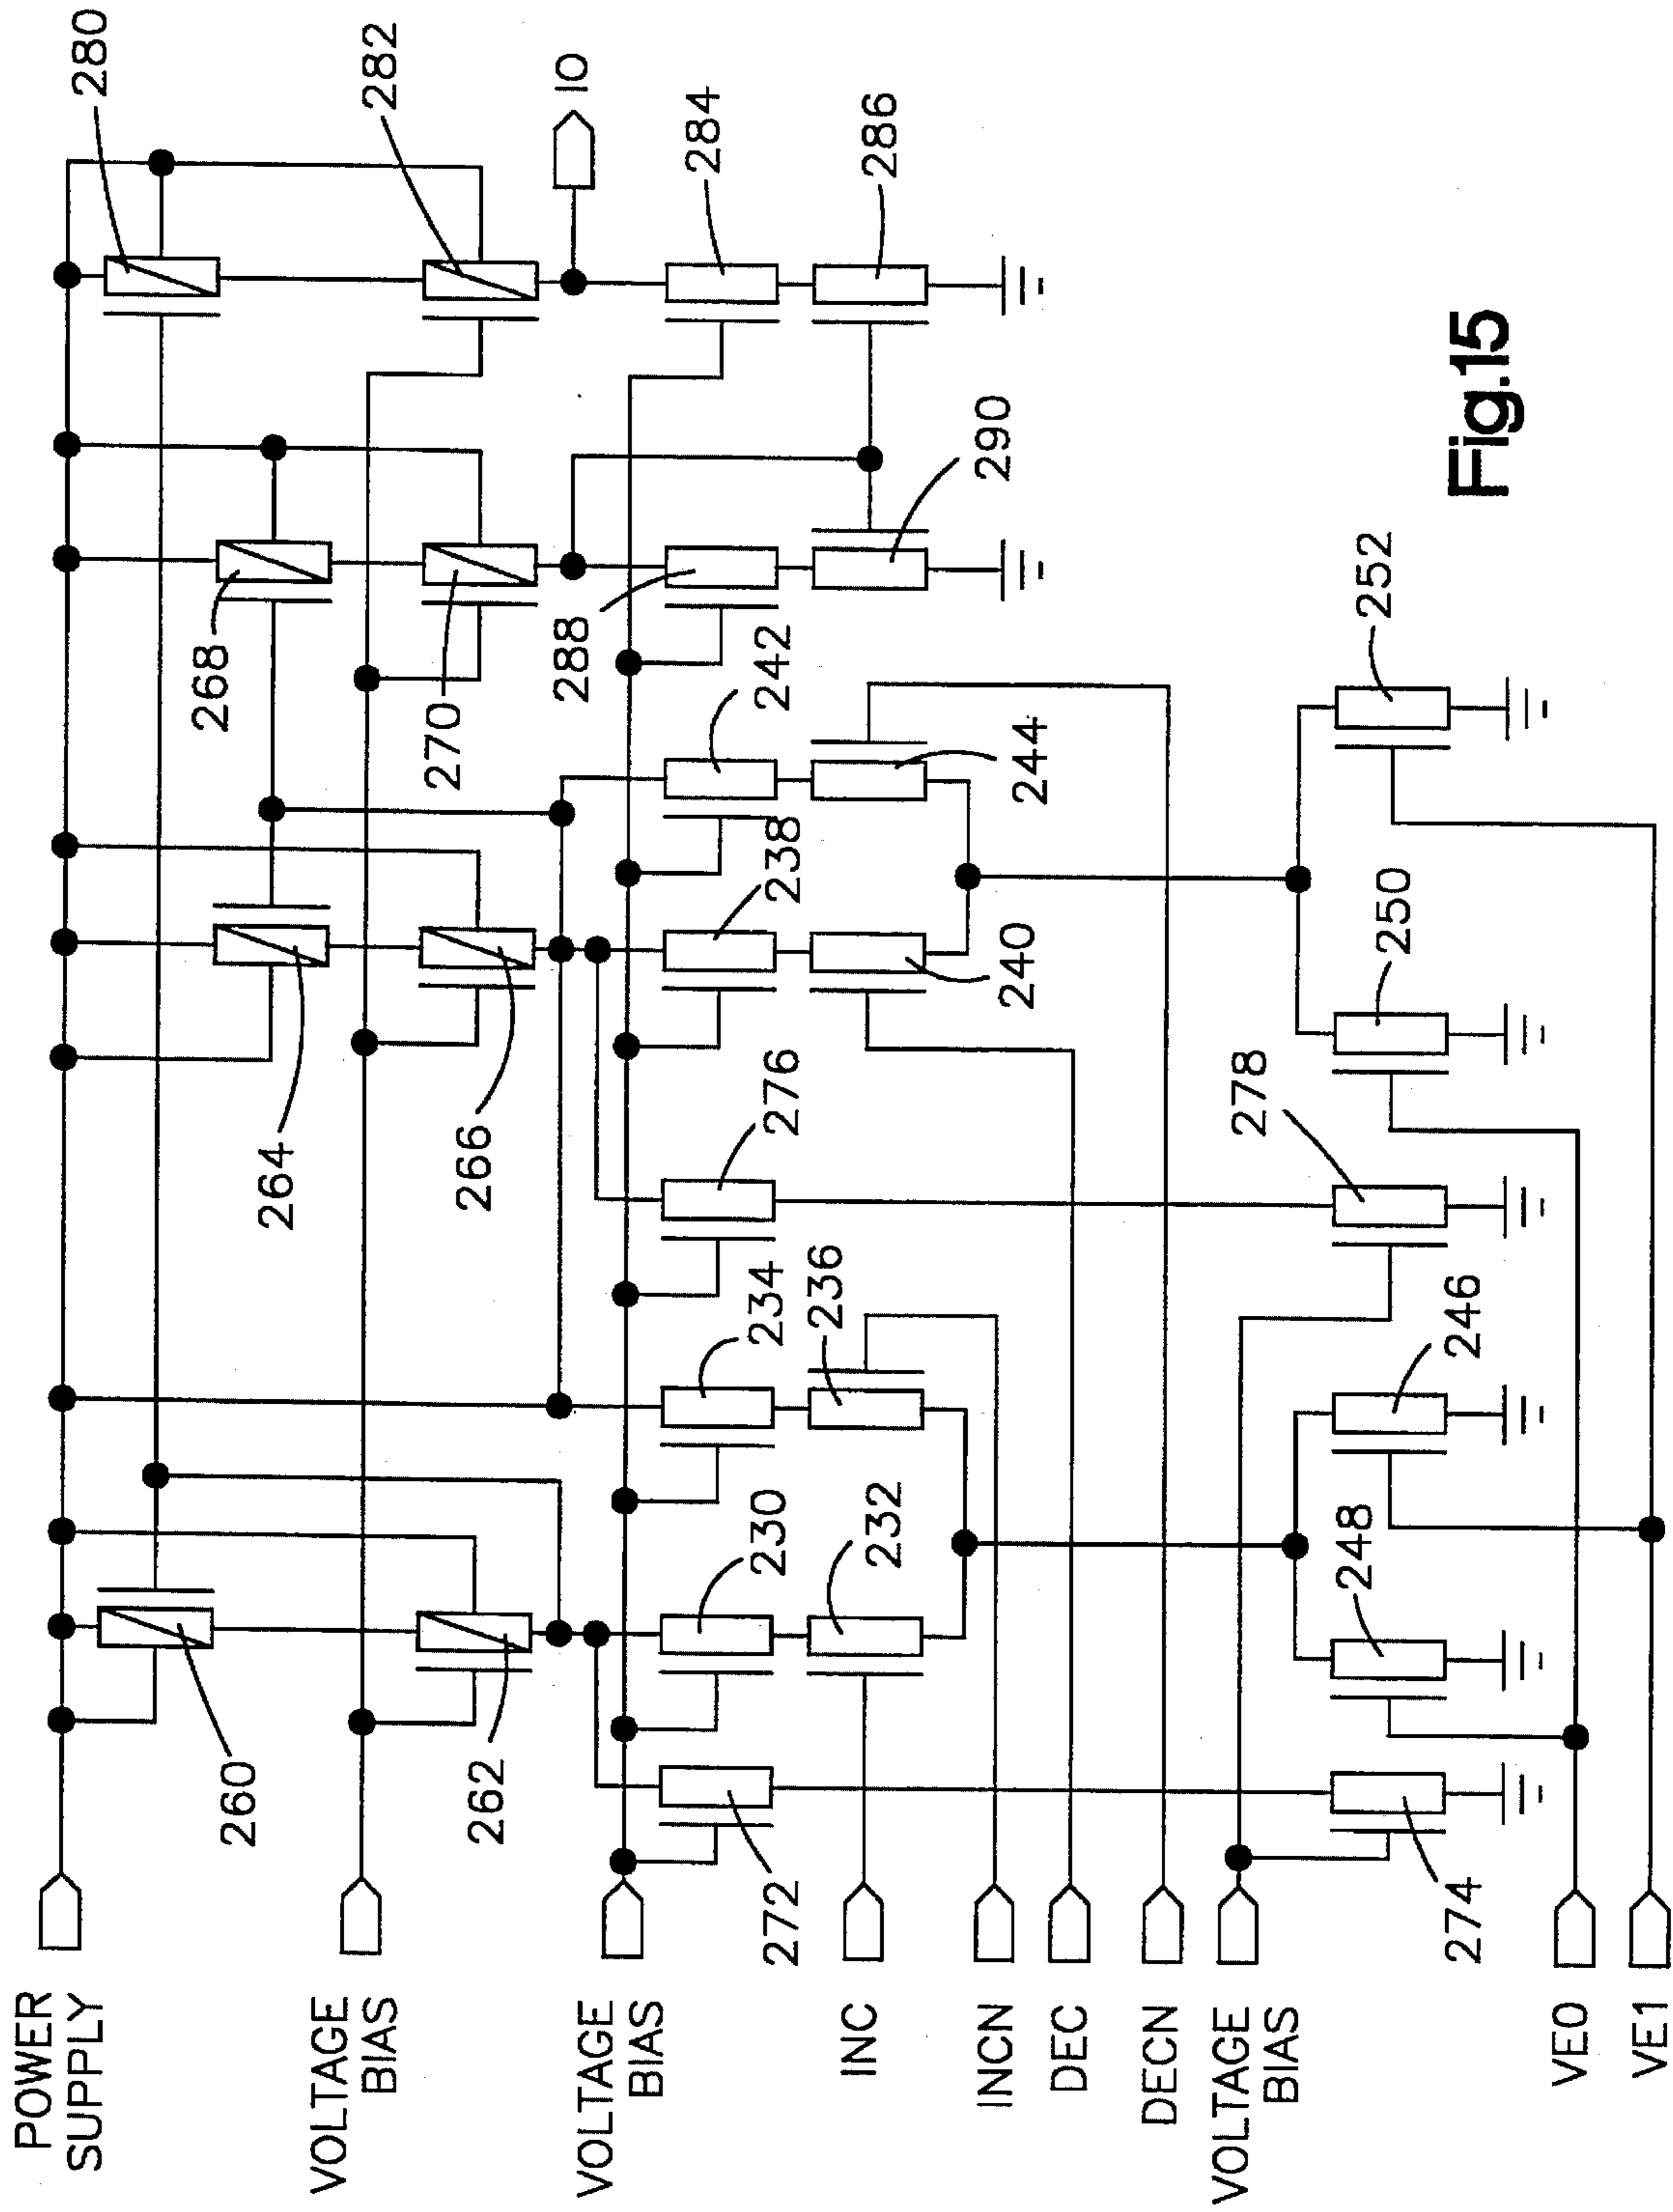 POWER
SUPPLY
VOLTAGE
BIAS
VOLTAGE
BIAS
INC
INCN
DEC
DECN
VOLTAGE
BIAS
VE0
VE1
260
262
264
266
268
270
280
282
IO
272
230
232
234
236
276
238
240
242
244
288
290
284
286
274
248
246
278
250
252
Fig.15